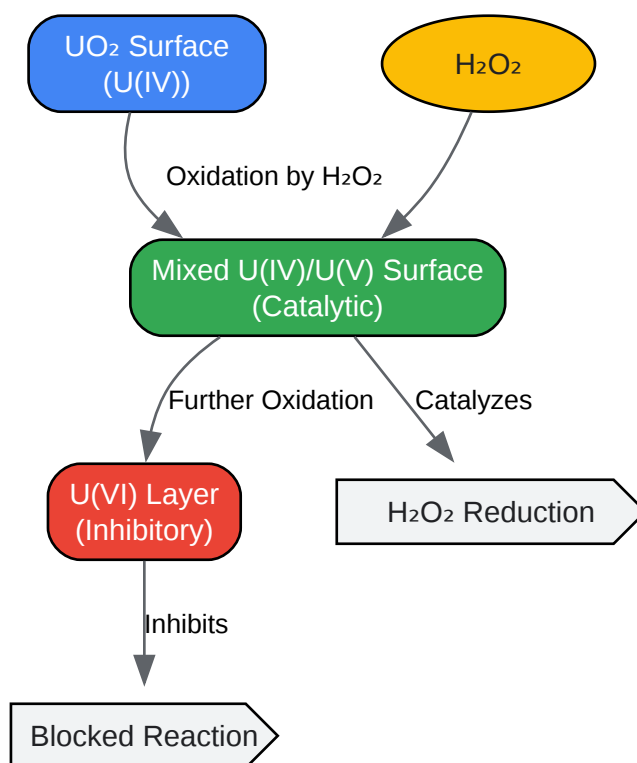 UO₂ Surface
(U(IV))
H₂O₂
Oxidation by H₂O₂
Mixed U(IV)/U(V) Surface
(Catalytic)
Further Oxidation
Catalyzes
U(VI) Layer
(Inhibitory)
H₂O₂ Reduction
Inhibits
Blocked Reaction